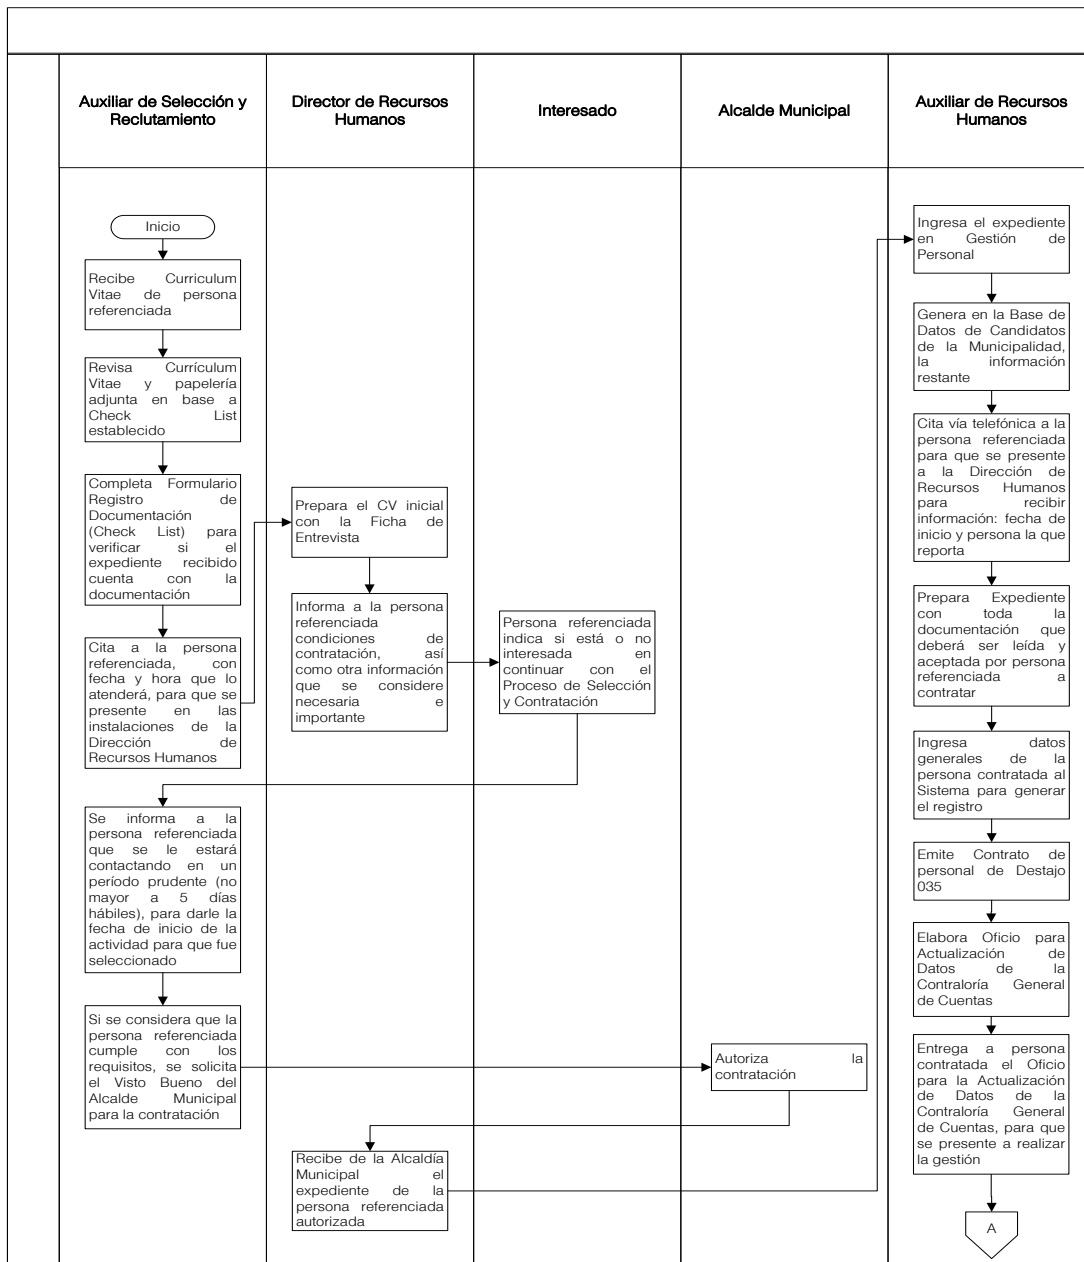 Auxiliar de Selección y
Reclutamiento
Director de Recursos
Humanos
Interesado
Alcalde Municipal
Auxiliar de Recursos
Humanos
Inicio
Recibe Curriculum
Vitae de persona
referenciada
Revisa Currículum
Vitae y papelería
adjunta en base a
Check List
establecido
Completa Formulario
Registro de
Documentación
(Check List) para
verificar si el
expediente recibido
cuenta con la
documentación
Cita a la persona
referenciada, con
fecha y hora que lo
atenderá, para que se
presente en las
instalaciones de la
Dirección de
Recursos Humanos
Prepara el CV inicial
con la Ficha de
Entrevista
Informa a la persona
referenciada
condiciones de
contratación, así
como otra información
que se considere
necesaria e
importante
Persona referenciada
indica si está o no
interesada en
continuar con el
Proceso de Selección
y Contratación
Se informa a la
persona referenciada
que se le estará
contactando en un
período prudente (no
mayor a 5 días
hábiles), para darle la
fecha de inicio de la
actividad para que fue
seleccionado
Si se considera que la
persona referenciada
cumple con los
requisitos, se solicita
el Visto Bueno del
Alcalde Municipal
para la contratación
Autoriza la
contratación
Recibe de la Alcaldía
Municipal el
expediente de la
persona referenciada
autorizada
Ingresa el expediente
en Gestión de
Personal
Genera en la Base de
Datos de Candidatos
de la Municipalidad,
la información
restante
Cita vía telefónica a la
persona referenciada
para que se presente
a la Dirección de
Recursos Humanos
para recibir
información: fecha de
inicio y persona la que
reporta
Prepara Expediente
con toda la
documentación que
deberá ser leída y
aceptada por persona
referenciada a
contratar
Ingresa datos
generales de la
persona contratada al
Sistema para generar
el registro
Emite Contrato de
personal de Destajo
035
Elabora Oficio para
Actualización de
Datos de la
Contraloría General
de Cuentas
Entrega a persona
contratada el Oficio
para la Actualización
de Datos de la
Contraloría General
de Cuentas, para que
se presente a realizar
la gestión
A